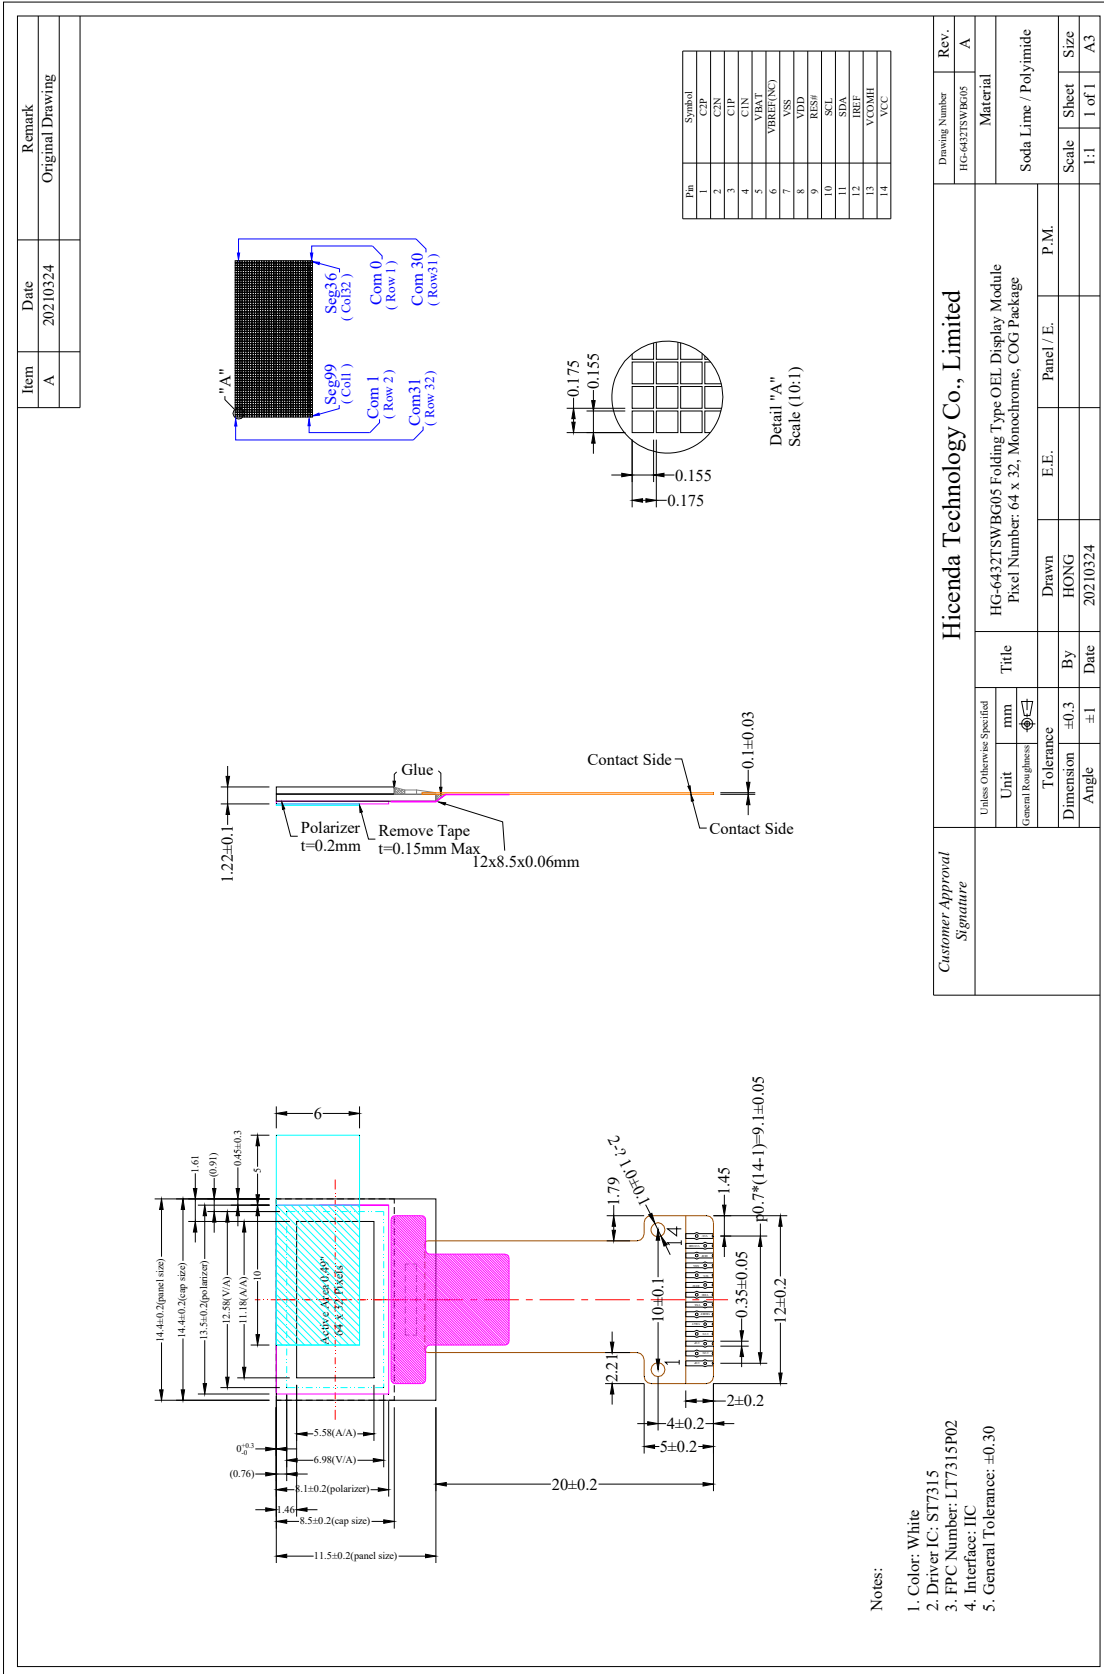 Item Date Remark
A 20210324 Original Drawing
"A"
Seg99
( Col1 )
Seg36
( Col32 )
Com 1
( Row 2 )
Com 0
( Row 1 )
Com31
( Row 32 )
Com 30
( Row31 )
0.175
0.155
0.155
0.175
Detail "A"
Scale (10:1)
Pin Symbol
1 C2P
2 C2N
3 C1P
4 C1N
5 VBAT
6 VBREF(NC)
7 VSS
8 VDD
9 RES#
10 SCL
11 SDA
12 IREF
13 VCOMH
14 VCC
1.22±0.1
Polarizer
t=0.2mm
Remove Tape
t=0.15mm Max
Glue
12x8.5x0.06mm
Contact Side
Contact Side
0.1±0.03
14.4±0.2(panel size)
14.4±0.2(cap size)
13.5±0.2(polarizer)
12.58(V/A)
11.18(A/A)
10
1.61
(0.91)
0.45±0.3
5
6
Active Area 0.49"
64 x 32 Pixels
5.58(A/A)
0 +0.3 -0
6.98(V/A)
(0.76)
8.1±0.2(polarizer)
1.46
8.5±0.2(cap size)
11.5±0.2(panel size)
20±0.2
1.79
2-?1.0±0.1
2.21
10±0.1
1
14
1.45
p0.7*(14-1)=9.1±0.05
0.35±0.05
12±0.2
2±0.2
4±0.2
5±0.2
Notes:
1. Color: White
2. Driver IC: ST7315
3. FPC Number: LT7315P02
4. Interface: IIC
5. General Tolerance: ±0.30
Customer Approval
Signature
Hicenda Technology Co., Limited
Drawing Number Rev.
HG-6432TSWBG05 A
Unless Otherwise Specified
Unit mm
General Roughness
Tolerance
Dimension ±0.3
Angle ±1
Title
HG-6432TSWBG05 Folding Type OEL Display Module
Pixel Number: 64 x 32, Monochrome, COG Package
Material
Soda Lime / Polyimide
Drawn E.E. Panel / E. P.M.
By HONG
Date 20210324
Scale Sheet Size
1:1 1 of 1 A3